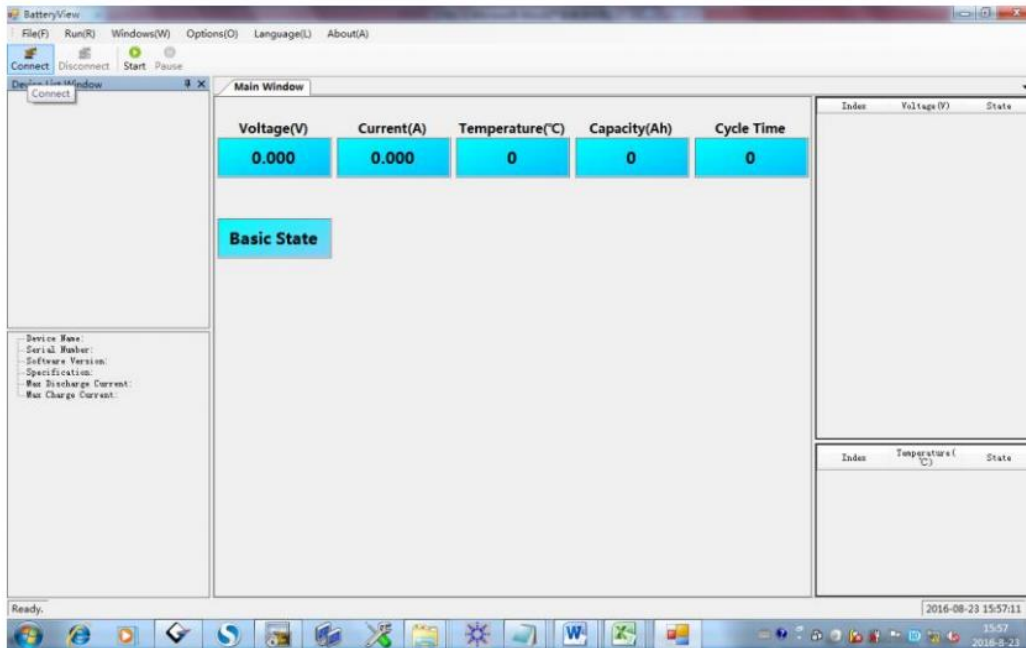 BatteryView
File(F) Run(R) Windows(W) Options(O) Language(L) About(A)
Connect Disconnect Start Pause
Window
Connect
Main Window
Voltage(V) Current(A) Temperature(℃) Capacity(Ah) Cycle Time
0.000 0.000 0 0 0
Basic State
Device Name:
Serial Number:
Software Version:
Specification:
Max Discharge Current:
Max Charge Current:
Index Voltage(V) State
Index Temperature(
℃) State
Ready.
2016-08-23 15:57:11
15:57
2016-8-23